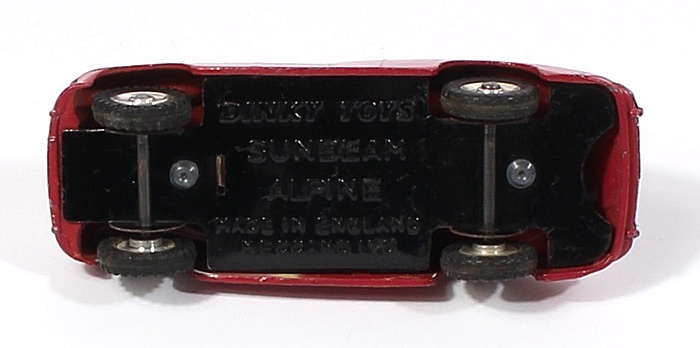 DINKY TOYS
SUNBEAM
ALPINE
MADE IN ENGLAND
MECCANO LTD